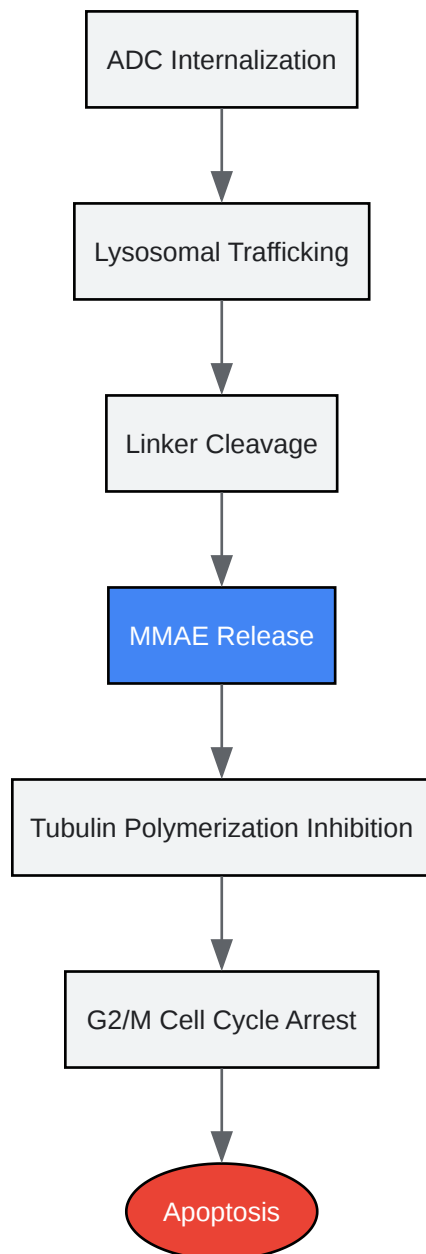 ADC Internalization
Lysosomal Trafficking
Linker Cleavage
MMAE Release
Tubulin Polymerization Inhibition
G2/M Cell Cycle Arrest
Apoptosis